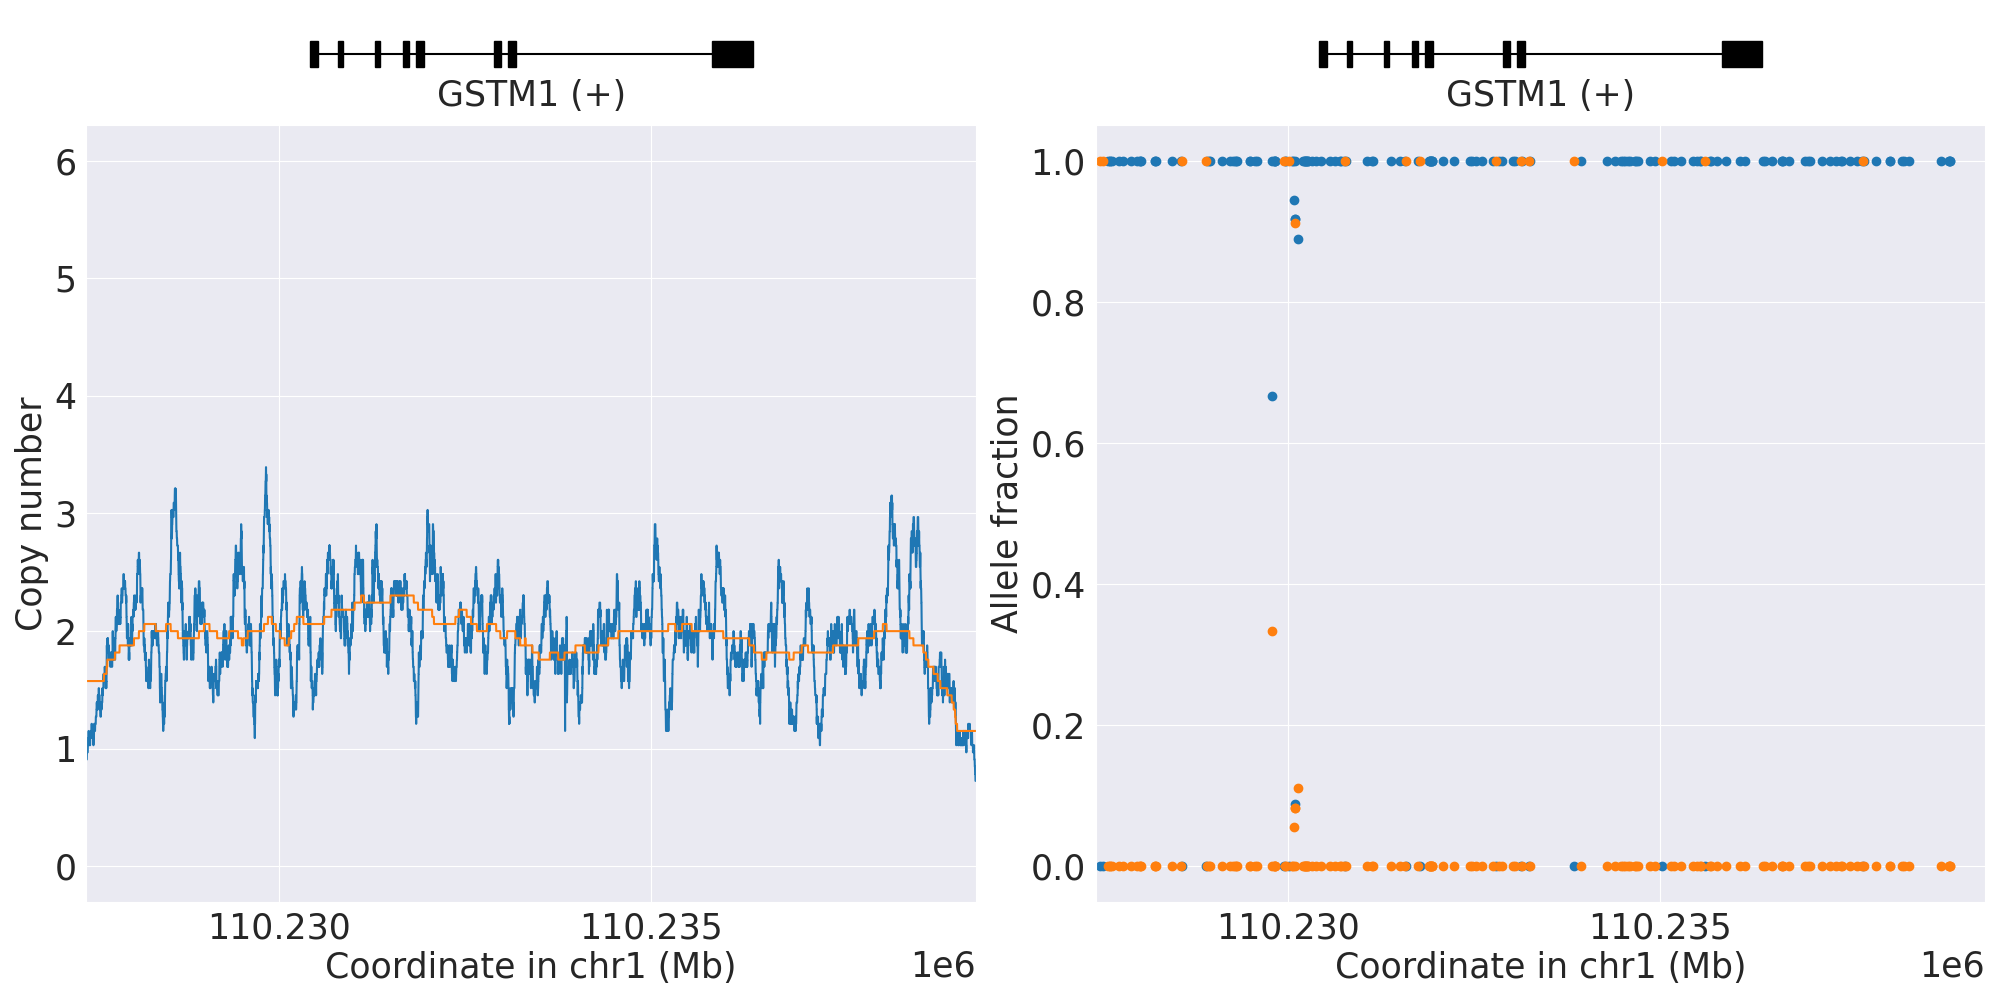 GSTM1 (+)
6
5
4
3
2
1
0
Copy number
110.230
110.235
Coordinate in chr1 (Mb)
1e6
GSTM1 (+)
1.0
0.8
0.6
0.4
0.2
0.0
Allele fraction
110.230
110.235
Coordinate in chr1 (Mb)
1e6